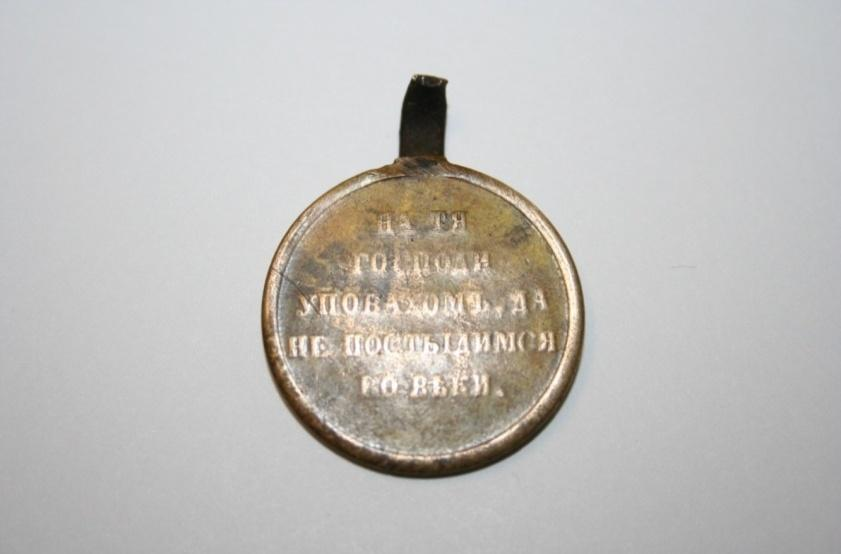 НА ТЯ
ГОСПОДИ
УПОВАХОМЪ, ДА
НЕ ПОСТЫДИМСЯ
ВО ВѢКИ.